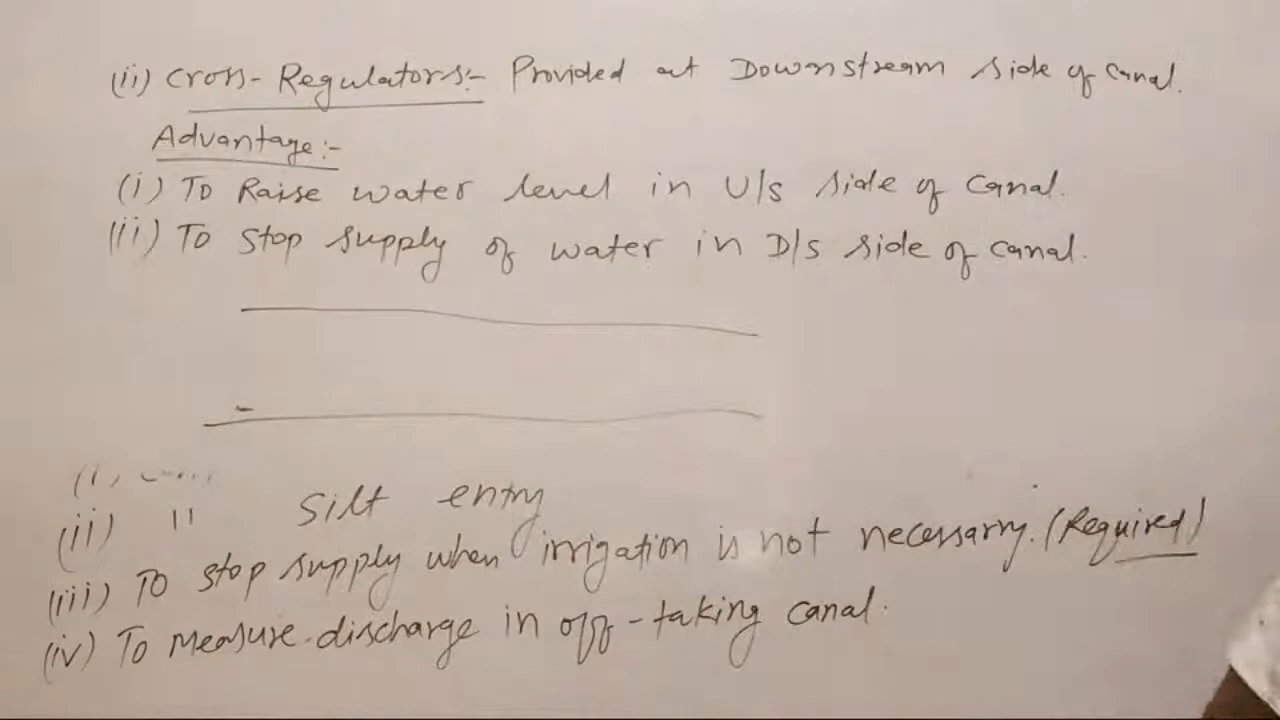 (ii) Cross-Regulators:- Provided at Downstream side of Canal.
Advantage:-
(i) To Raise water level in U/s side of Canal.
(ii) To stop supply of water in D/s side of canal.
(i)
(ii) " Silt entry
(iii) To stop supply when irrigation is not necessarry. (Required)
(iv) To Measure discharge in off-taking canal.